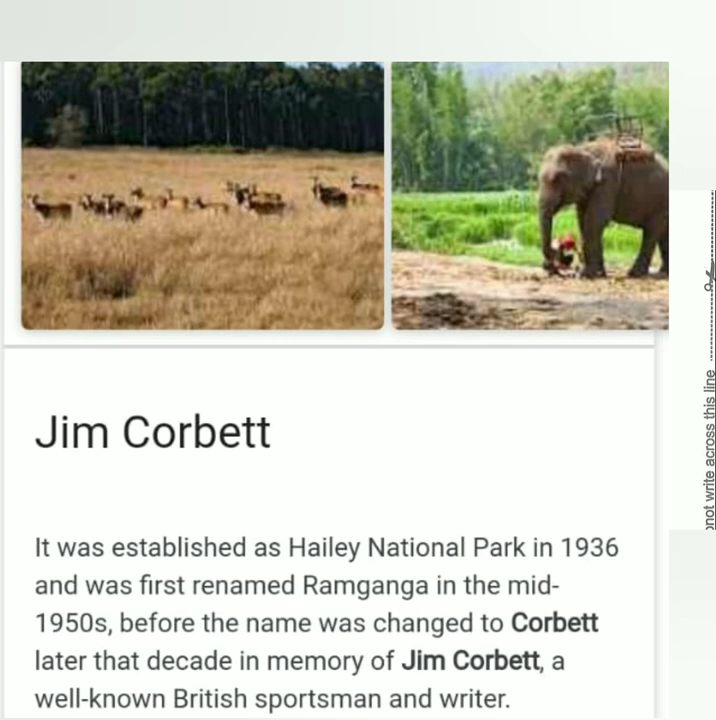 Jim Corbett
It was established as Hailey National Park in 1936
and was first renamed Ramganga in the mid-
1950s, before the name was changed to Corbett
later that decade in memory of Jim Corbett, a
well-known British sportsman and writer.
write across this line